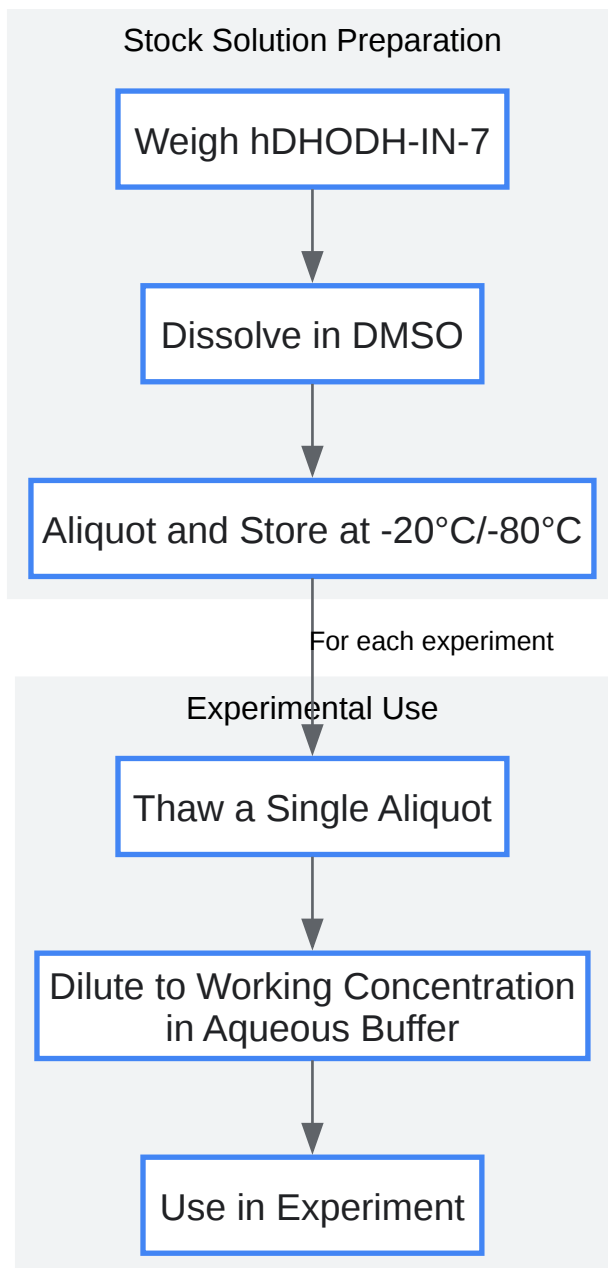 Stock Solution Preparation
Weigh hDHODH-IN-7
Dissolve in DMSO
Aliquot and Store at -20°C/-80°C
For each experiment
Experimental Use
Thaw a Single Aliquot
Dilute to Working Concentration
in Aqueous Buffer
Use in Experiment